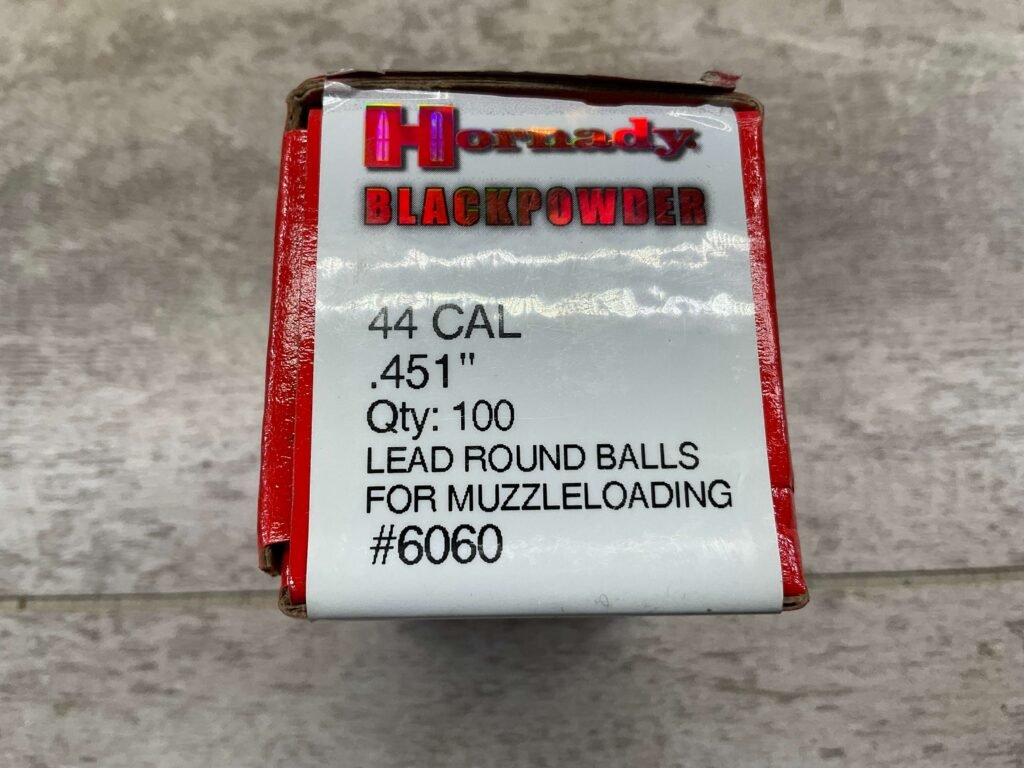 Hornady
BLACKPOWDER
44 CAL
.451"
Qty: 100
LEAD ROUND BALLS
FOR MUZZLELOADING
#6060